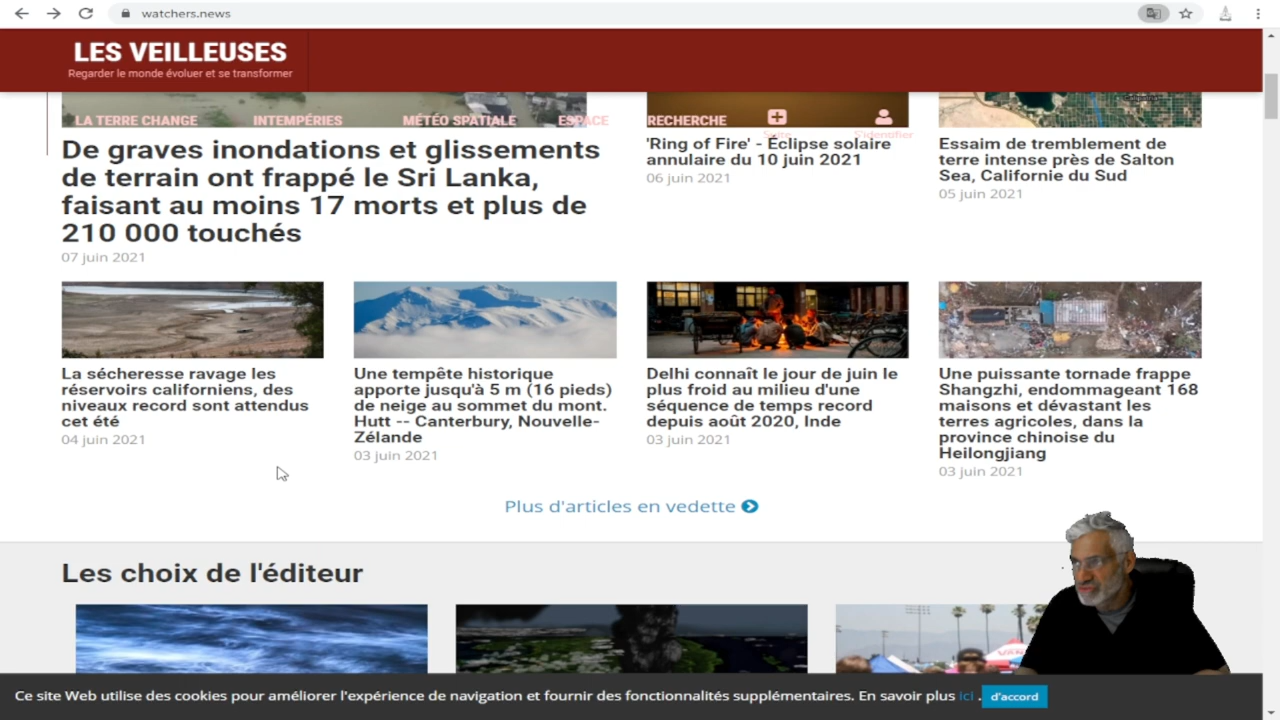 watchers.news
LES VEILLEUSES
Regarder le monde évoluer et se transformer
LA TERRE CHANGE
INTEMPÉRIES
MÉTÉO SPATIALE
ESPACE
RECHERCHE
Suite
S'identifier
De graves inondations et glissements
de terrain ont frappé le Sri Lanka,
faisant au moins 17 morts et plus de
210 000 touchés
07 juin 2021
'Ring of Fire' - Éclipse solaire
annulaire du 10 juin 2021
06 juin 2021
Essaim de tremblement de
terre intense près de Salton
Sea, Californie du Sud
05 juin 2021
La sécheresse ravage les
réservoirs californiens, des
niveaux record sont attendus
cet été
04 juin 2021
Une tempête historique
apporte jusqu'à 5 m (16 pieds)
de neige au sommet du mont.
Hutt -- Canterbury, Nouvelle-
Zélande
03 juin 2021
Delhi connaît le jour de juin le
plus froid au milieu d'une
séquence de temps record
depuis août 2020, Inde
03 juin 2021
Une puissante tornade frappe
Shangzhi, endommageant 168
maisons et dévastant les
terres agricoles, dans la
province chinoise du
Heilongjiang
03 juin 2021
Plus d'articles en vedette
Les choix de l'éditeur
Ce site Web utilise des cookies pour améliorer l'expérience de navigation et fournir des fonctionnalités supplémentaires. En savoir plus ici . d'accord